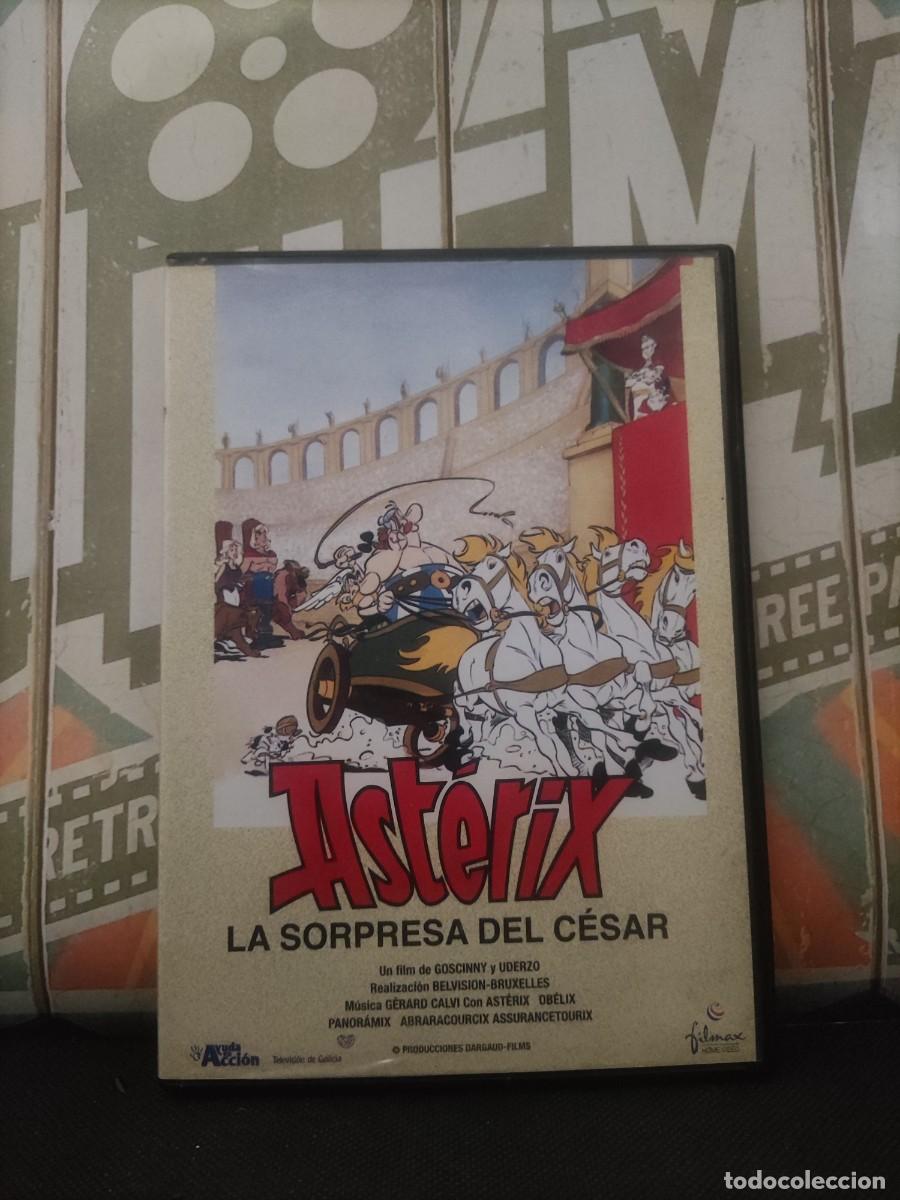 Astérix
LA SORPRESA DEL CÉSAR
Un film de GOSCINNY y UDERZO
Realización BELVISION-BRUXELLES
Música GÉRARD CALVI Con ASTÉRIX OBÉLIX
PANORÁMIX ABRARACOURCIX ASSURANCETOURIX
© PRODUCCIONES DARGAUD-FILMS
Ayuda en Acción
Televisión de Galicia
filmax
HOME VIDEO
RETR
REE PA
todocoleccion